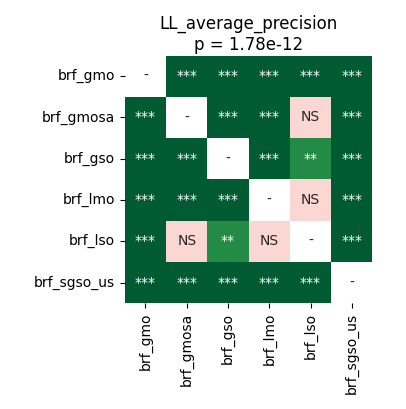 LL_average_precision
p = 1.78e-12
brf_gmo - *** *** *** *** ***
brf_gmosa *** - *** *** NS ***
brf_gso *** *** - *** ** ***
brf_lmo *** *** *** - NS ***
brf_lso *** NS ** NS - ***
brf_sgso_us *** *** *** *** *** -
brf_gmo brf_gmosa brf_gso brf_lmo brf_lso brf_sgso_us